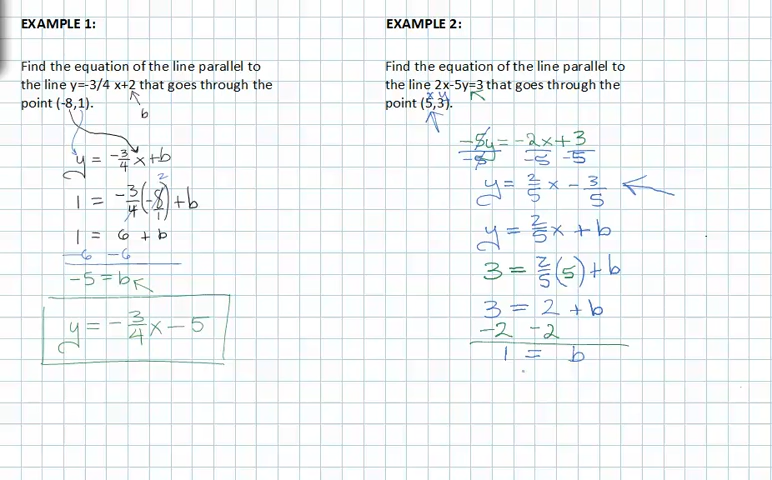 EXAMPLE 1:
Find the equation of the line parallel to
the line y=-3/4 x+2 that goes through the
point (-8,1).
b
y = -3/4 x + b
2
1 = -3/4 (-8/1) + b
1 = 6 + b
-6 -6
-5 = b
y = -3/4 x - 5
EXAMPLE 2:
Find the equation of the line parallel to
the line 2x-5y=3 that goes through the
x y
point (5,3).
-5y = -2x + 3
-5 -5 -5
y = 2/5 x - 3/5
y = 2/5 x + b
3 = 2/5 (5) + b
3 = 2 + b
-2 -2
1 = b